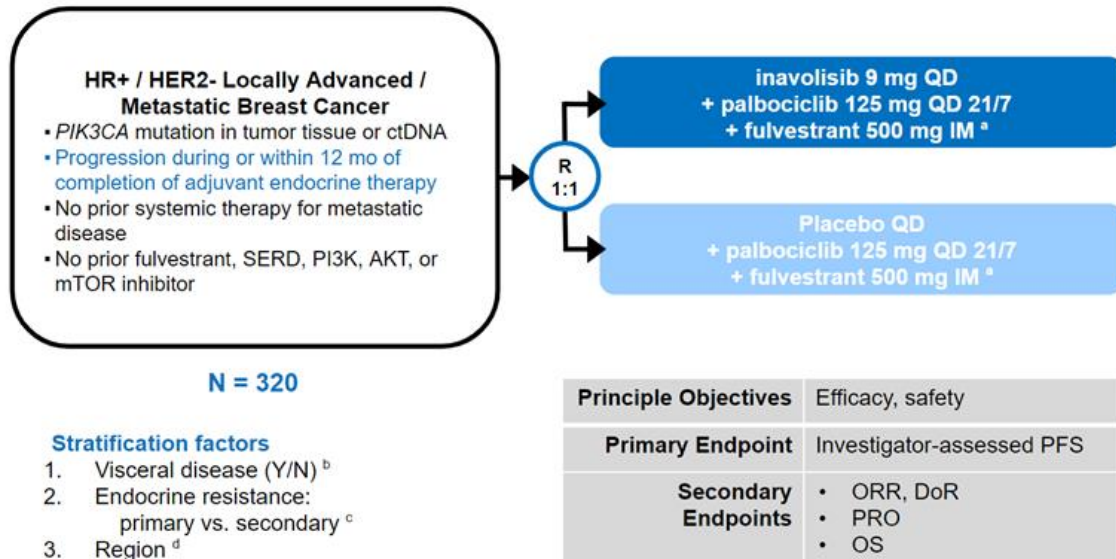 HR+ / HER2- Locally Advanced /
Metastatic Breast Cancer
▪ PIK3CA mutation in tumor tissue or ctDNA
▪ Progression during or within 12 mo of
completion of adjuvant endocrine therapy
▪ No prior systemic therapy for metastatic
disease
▪ No prior fulvestrant, SERD, PI3K, AKT, or
mTOR inhibitor
R
1:1
inavolisib 9 mg QD
+ palbociclib 125 mg QD 21/7
+ fulvestrant 500 mg IM ª
Placebo QD
+ palbociclib 125 mg QD 21/7
+ fulvestrant 500 mg IM ª
N = 320
Stratification factors
1. Visceral disease (Y/N) b
2. Endocrine resistance:
primary vs. secondary c
3. Region d
Principle Objectives Efficacy, safety
Primary Endpoint Investigator-assessed PFS
Secondary • ORR, DoR
Endpoints • PRO
• OS